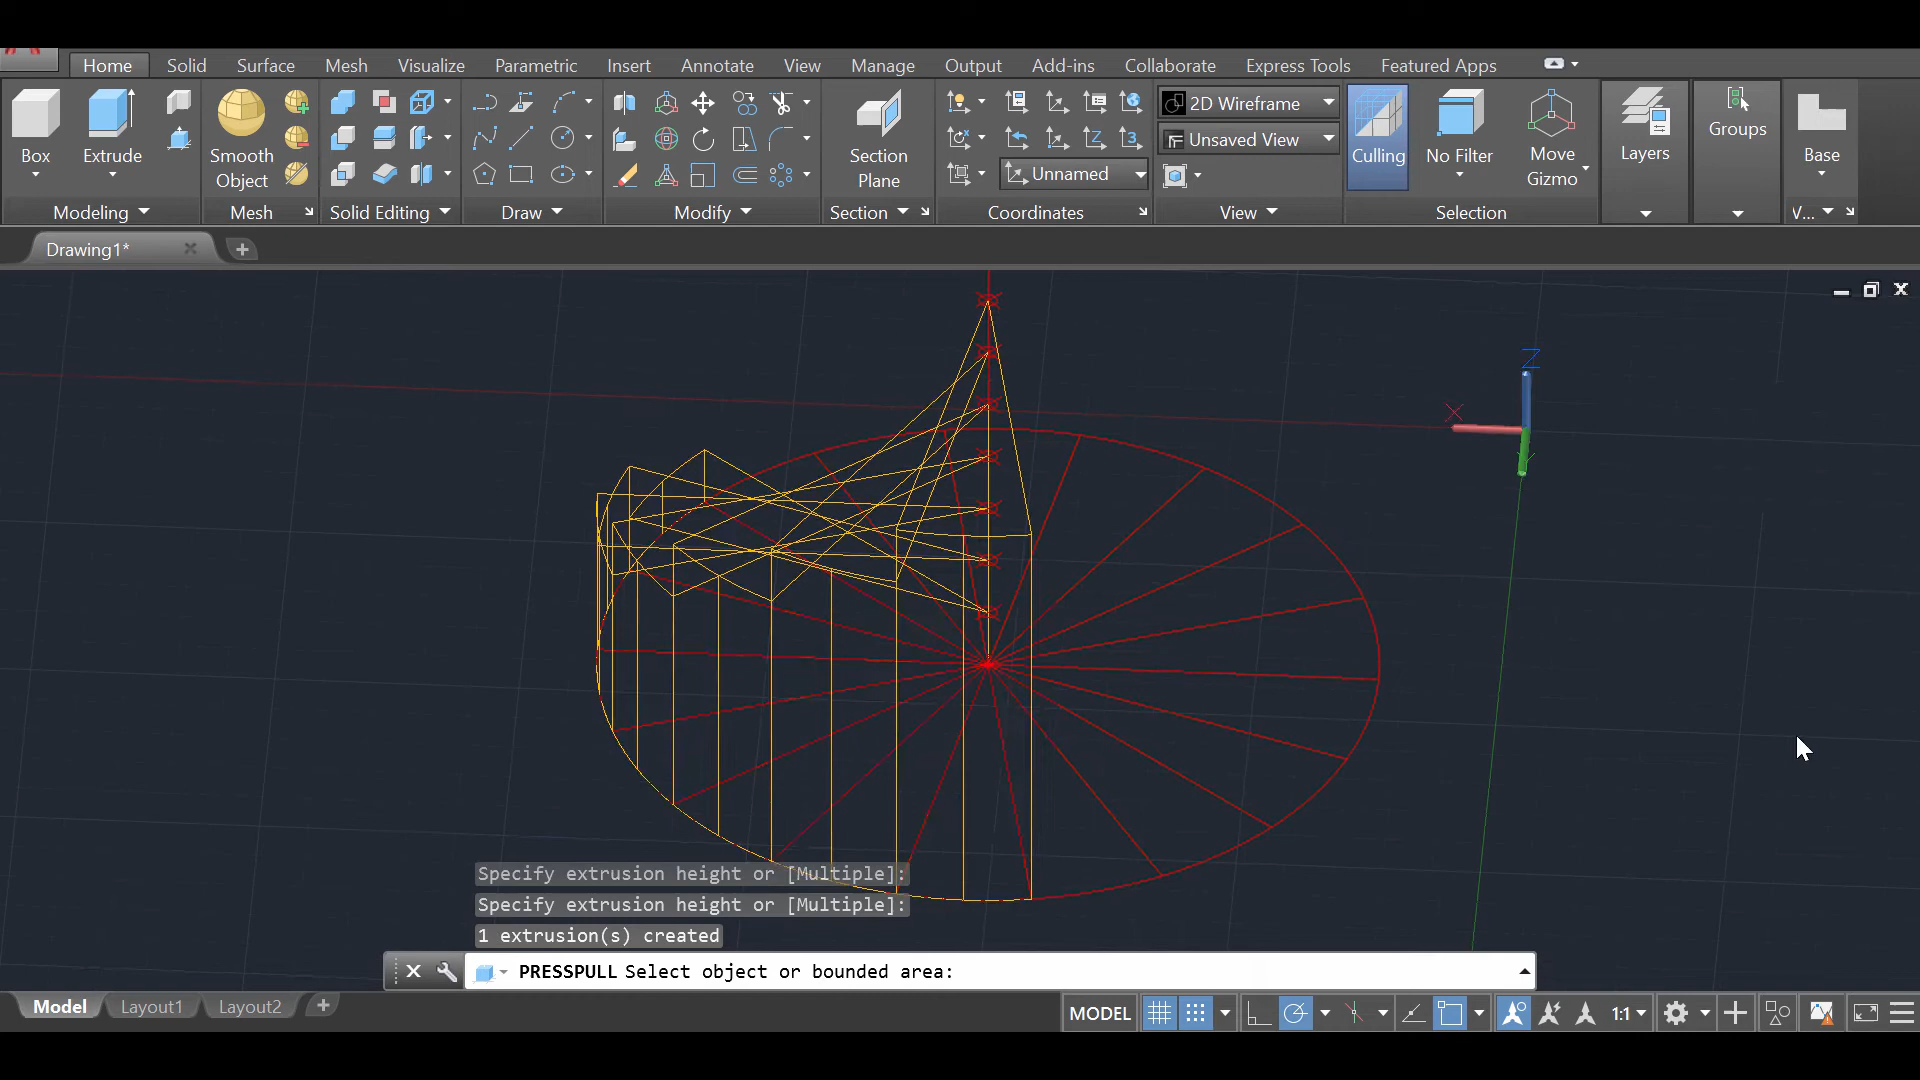 Home Solid Surface Mesh Visualize Parametric Insert Annotate View Manage Output Add-ins Collaborate Express Tools Featured Apps
Box
Extrude
Smooth
Object
Section
Plane
2D Wireframe
Unsaved View
Unnamed
Culling
No Filter
Move
Gizmo
Layers
Groups
Base
Modeling Mesh Solid Editing Draw Modify Section Coordinates View Selection V...
Drawing1*
Z
X
Y
Specify extrusion height or [Multiple]:
Specify extrusion height or [Multiple]:
1 extrusion(s) created
PRESSPULL Select object or bounded area:
Model Layout1 Layout2
MODEL 1:1